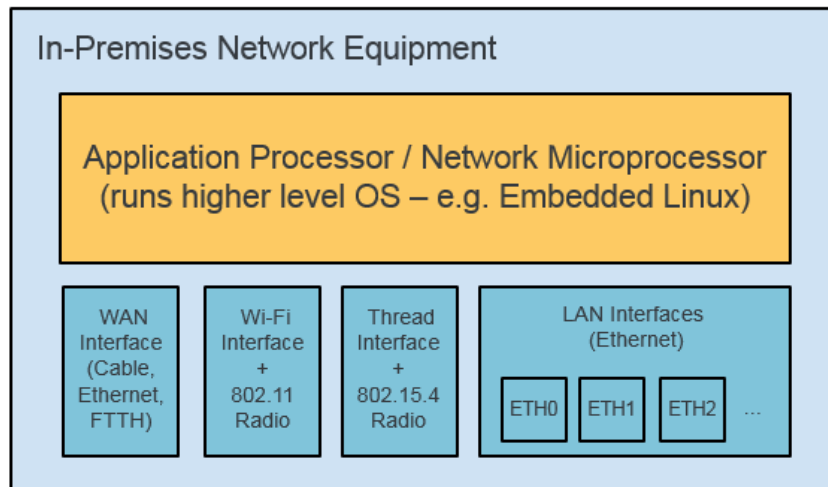 In-Premises Network Equipment
Application Processor / Network Microprocessor
(runs higher level OS – e.g. Embedded Linux)
WAN
Interface
(Cable,
Ethernet,
FTTH)
Wi-Fi
Interface
+
802.11
Radio
Thread
Interface
+
802.15.4
Radio
LAN Interfaces
(Ethernet)
ETH0
ETH1
ETH2
...